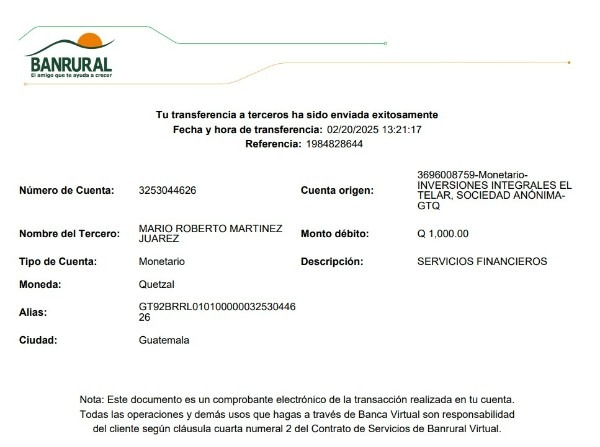 BANRURAL
El amigo que te ayuda a crecer
Tu transferencia a terceros ha sido enviada exitosamente
Fecha y hora de transferencia: 02/20/2025 13:21:17
Referencia: 1984828644
Número de Cuenta: 3253044626
Cuenta origen: 3696008759-Monetario-
INVERSIONES INTEGRALES EL
TELAR, SOCIEDAD ANÓNIMA-
GTQ
Nombre del Tercero: MARIO ROBERTO MARTINEZ
JUAREZ
Monto débito: Q 1,000.00
Tipo de Cuenta: Monetario
Descripción: SERVICIOS FINANCIEROS
Moneda: Quetzal
Alias: GT92BRRL010100000032530446
26
Ciudad: Guatemala
Nota: Este documento es un comprobante electrónico de la transacción realizada en tu cuenta.
Todas las operaciones y demás usos que hagas a través de Banca Virtual son responsabilidad
del cliente según cláusula cuarta numeral 2 del Contrato de Servicios de Banrural Virtual.